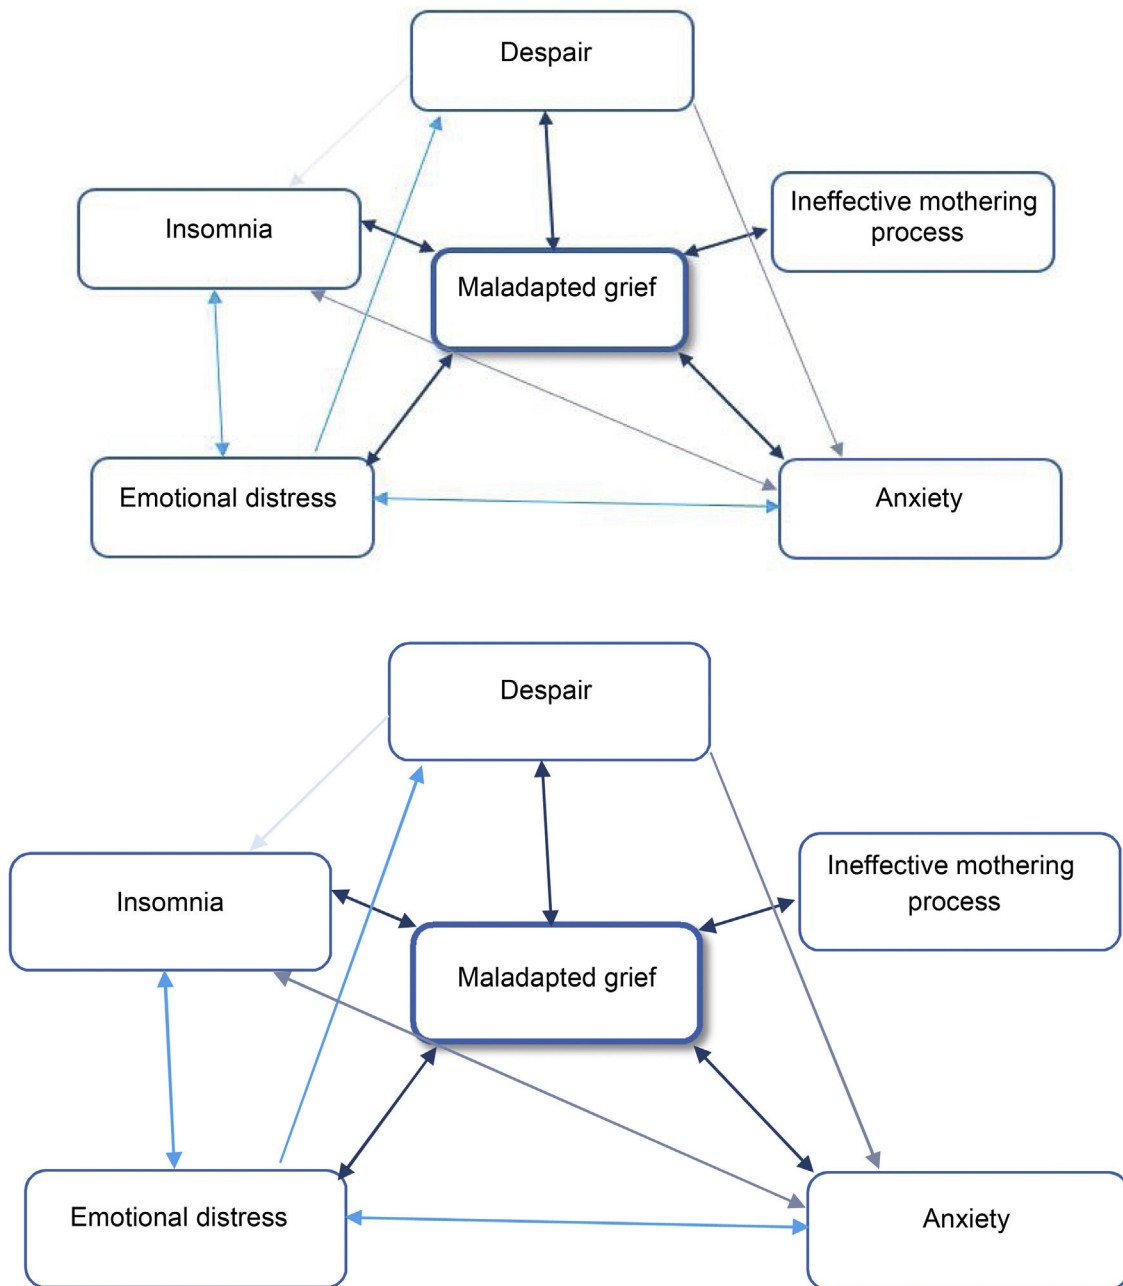 Despair
Ineffective mothering
process
Insomnia
Maladapted grief
Emotional distress
Anxiety
Despair
Ineffective mothering
process
Insomnia
Maladapted grief
Emotional distress
Anxiety